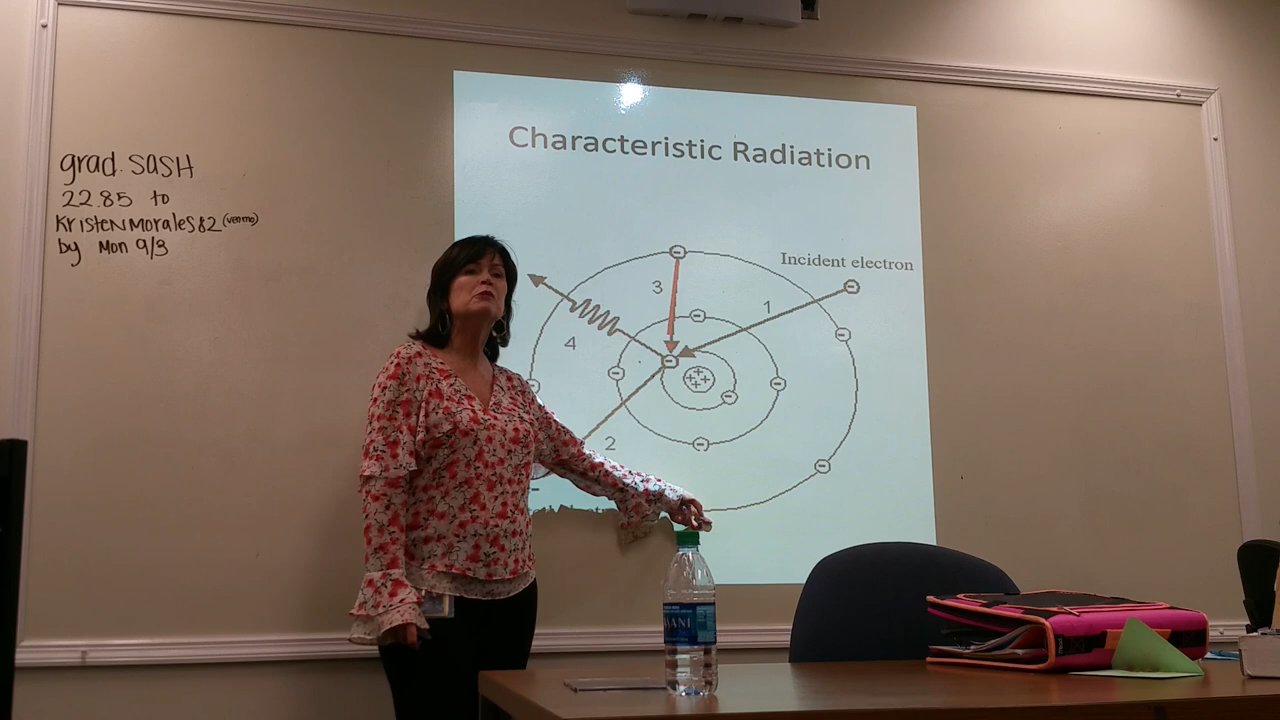 grad. SASH
22.85 to
KristenMorales82 (venmo)
by Mon 9/3
Characteristic Radiation
Incident electron
1
3
4
2